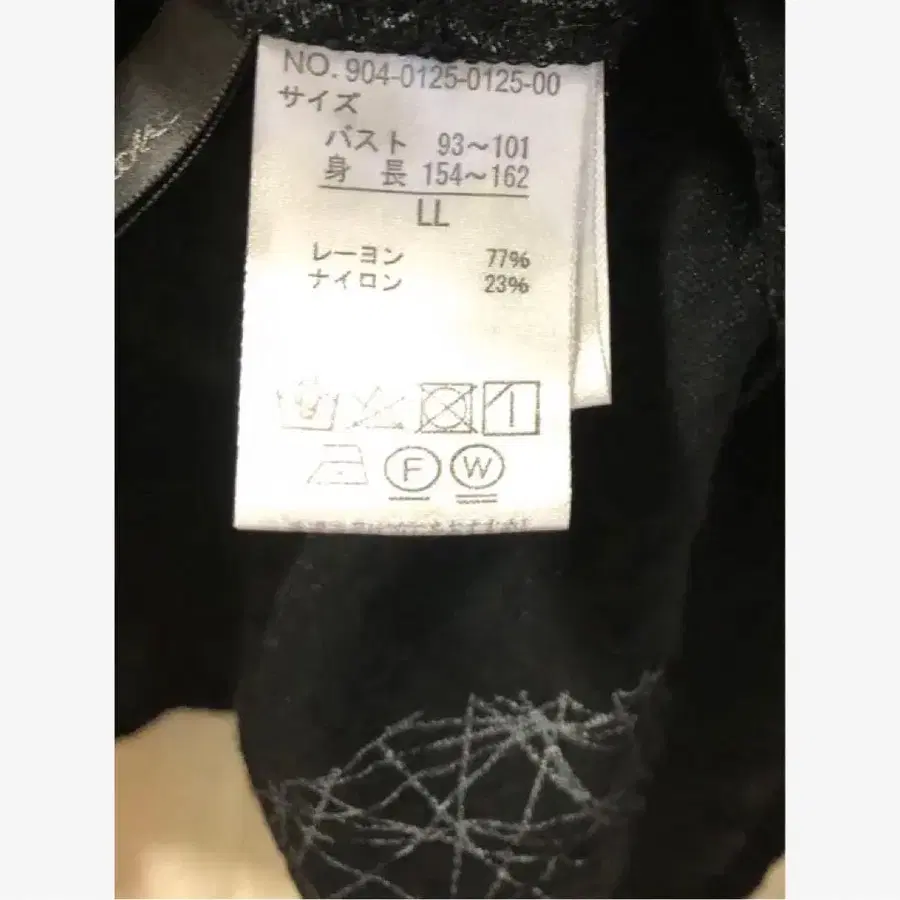 NO. 904-0125-0125-00
サイズ
バスト 93〜101
身 長 154〜162
LL
レーヨン 77%
ナイロン 23%
F W